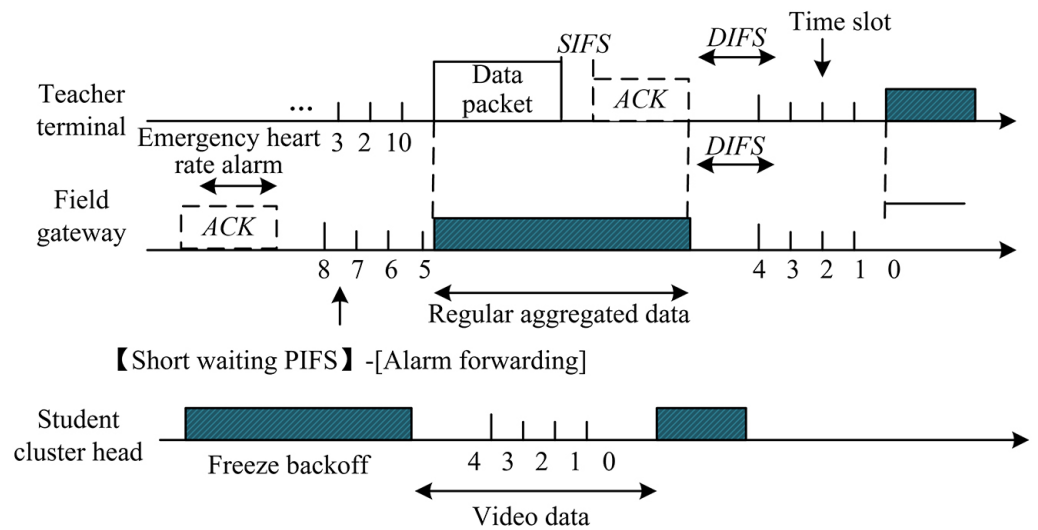 Time slot
SIFS
DIFS
Teacher
terminal
Data
packet
ACK
...
Emergency heart
rate alarm
3 2 10
DIFS
Field
gateway
ACK
8 7 6 5
4 3 2 1 0
Regular aggregated data
【Short waiting PIFS】-[Alarm forwarding]
Student
cluster head
Freeze backoff
4 3 2 1 0
Video data